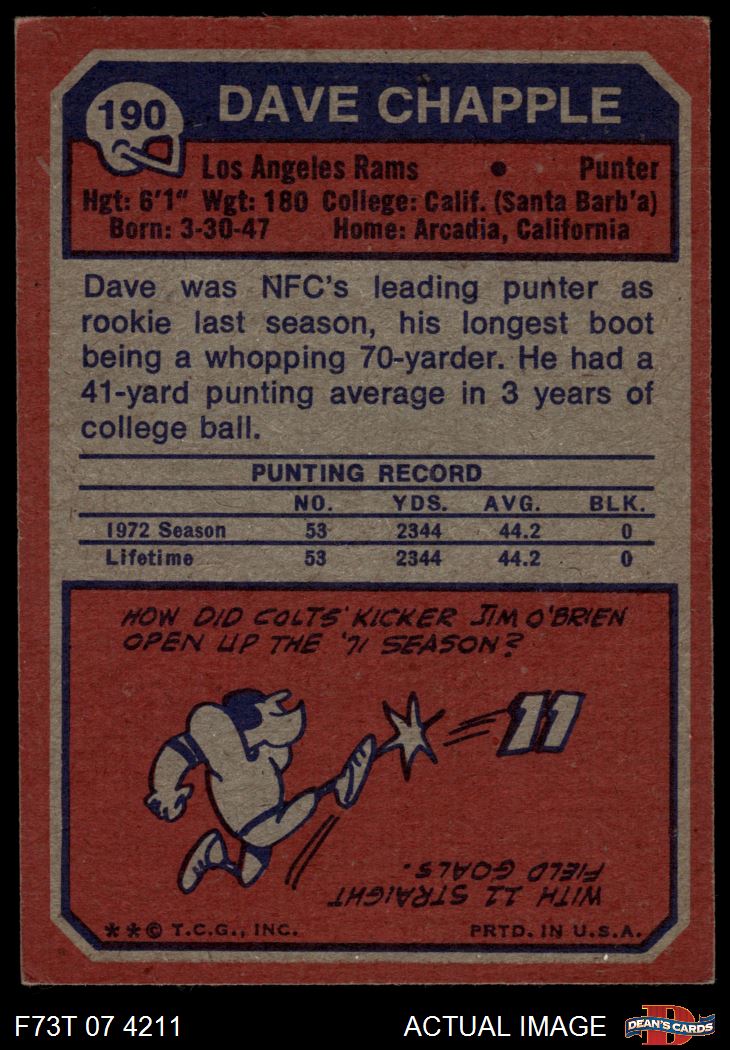 190
DAVE CHAPPLE
Los Angeles Rams • Punter
Hgt: 6'1" Wgt: 180 College: Calif. (Santa Barb'a)
Born: 3-30-47 Home: Arcadia, California
Dave was NFC's leading punter as
rookie last season, his longest boot
being a whopping 70-yarder. He had a
41-yard punting average in 3 years of
college ball.
PUNTING RECORD
NO. YDS. AVG. BLK.
1972 Season 53 2344 44.2 0
Lifetime 53 2344 44.2 0
HOW DID COLTS' KICKER JIM O'BRIEN
OPEN UP THE '71 SEASON?
11
WITH 11 STRAIGHT
FIELD GOALS.
**© T.C.G., INC. PRTD. IN U.S.A.
F73T 07 4211 ACTUAL IMAGE
D
DEAN'S CARDS